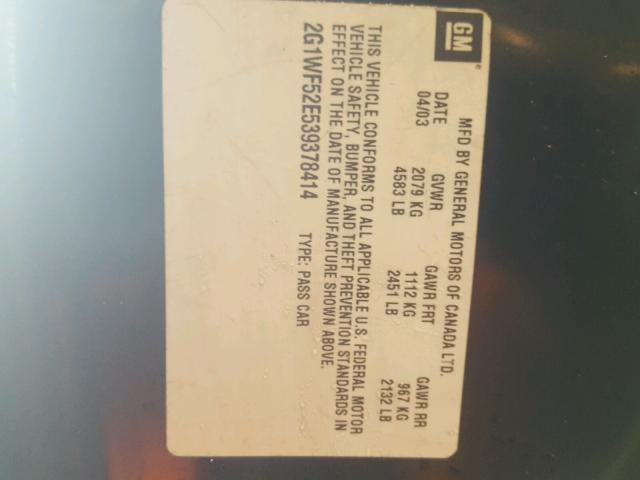 GM®
MFD BY GENERAL MOTORS OF CANADA LTD.
DATE GVWR GAWR FRT GAWR RR
04/03 2079 KG 1112 KG 967 KG
4583 LB 2451 LB 2132 LB
THIS VEHICLE CONFORMS TO ALL APPLICABLE U.S. FEDERAL MOTOR
VEHICLE SAFETY, BUMPER, AND THEFT PREVENTION STANDARDS IN
EFFECT ON THE DATE OF MANUFACTURE SHOWN ABOVE.
2G1WF52E539378414 TYPE: PASS CAR